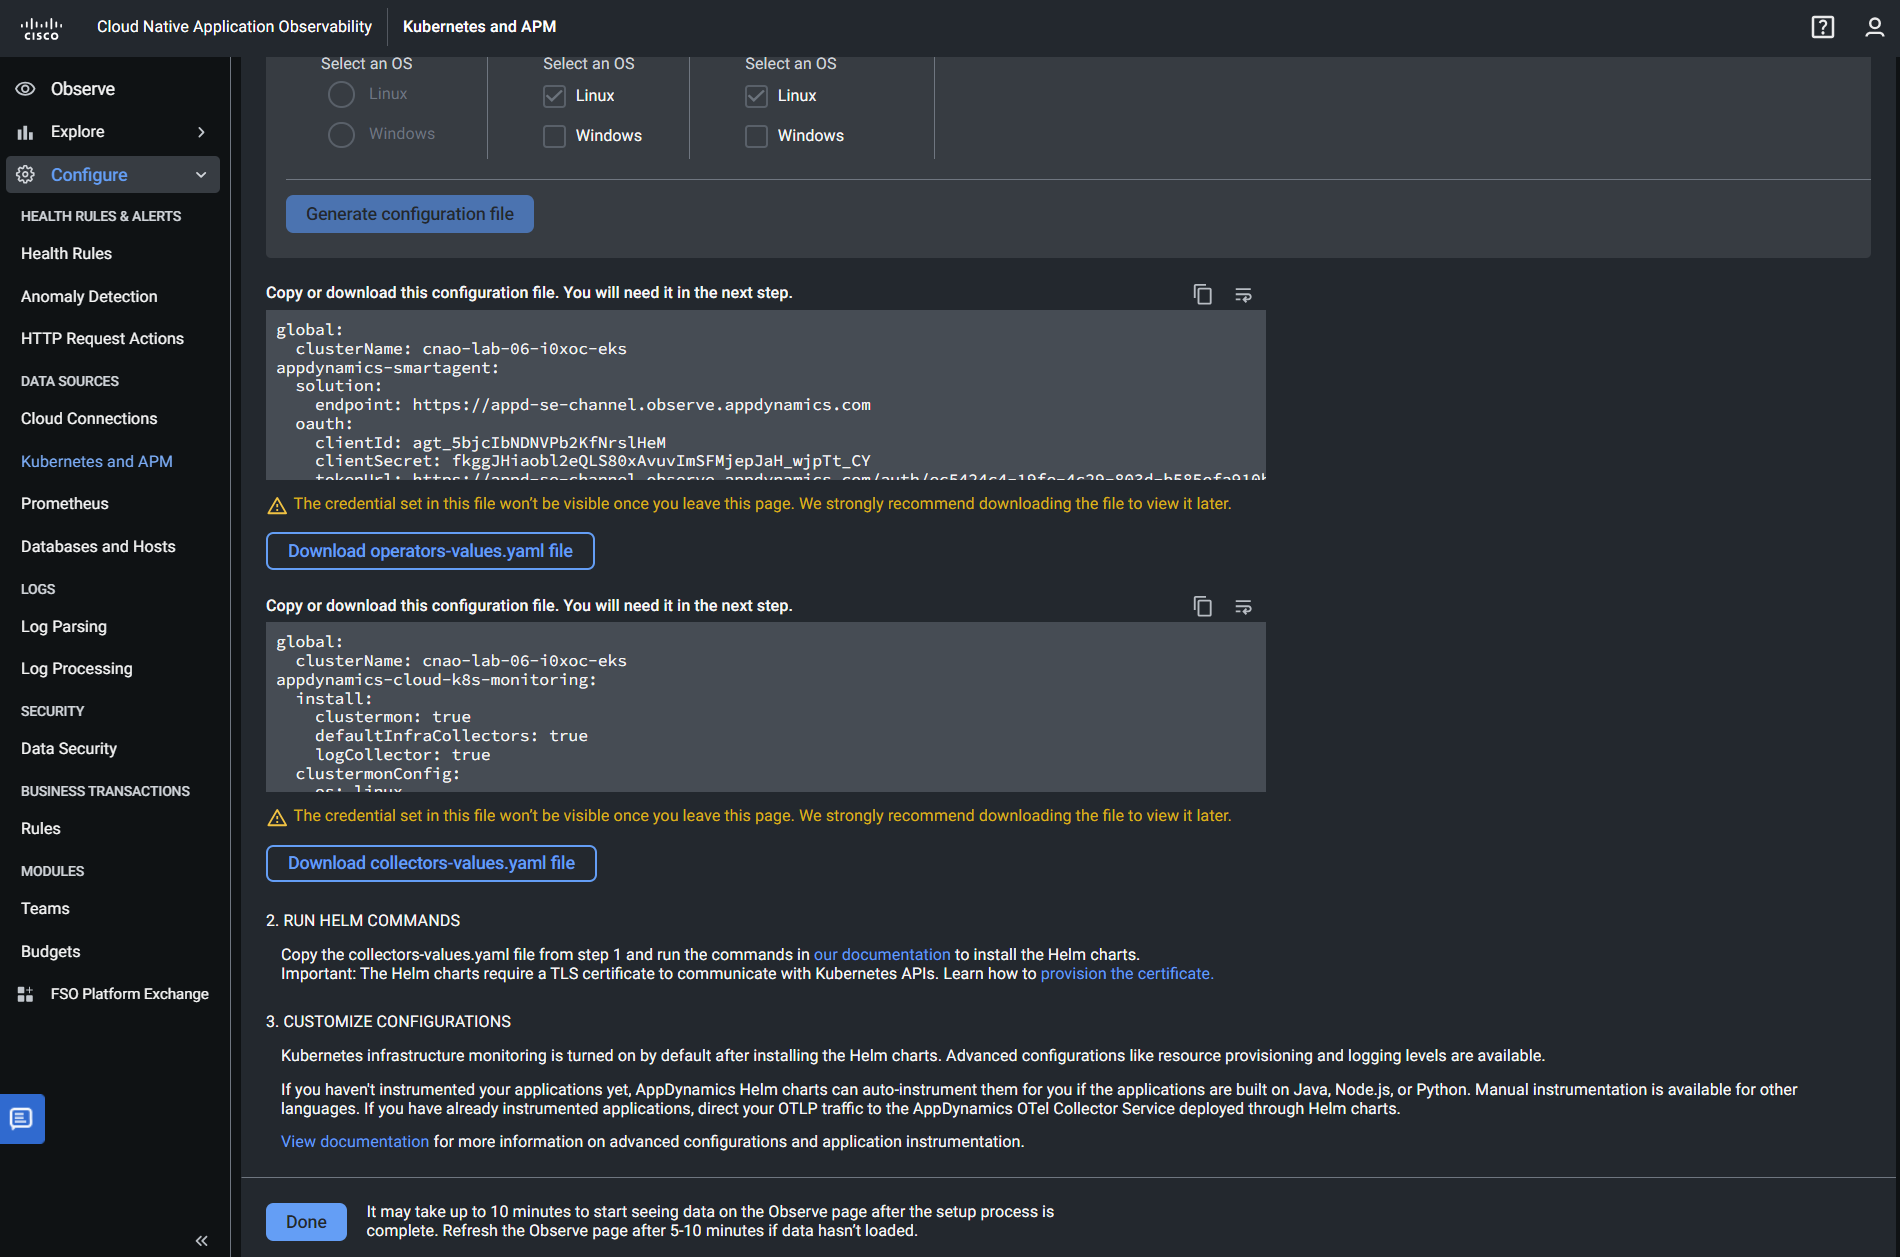 cisco
Cloud Native Application Observability
Kubernetes and APM
Observe
Explore
Configure
HEALTH RULES & ALERTS
Health Rules
Anomaly Detection
HTTP Request Actions
DATA SOURCES
Cloud Connections
Kubernetes and APM
Prometheus
Databases and Hosts
LOGS
Log Parsing
Log Processing
SECURITY
Data Security
BUSINESS TRANSACTIONS
Rules
MODULES
Teams
Budgets
FSO Platform Exchange
Select an OS
Linux
Windows
Select an OS
Linux
Windows
Select an OS
Linux
Windows
Generate configuration file
Copy or download this configuration file. You will need it in the next step.
global:
clusterName: cnao-lab-06-i0xoc-eks
appdynamics-smartagent:
solution:
endpoint: https://appd-se-channel.observe.appdynamics.com
oauth:
clientId: agt_5bjcIbNDNVPb2KfNrslHeM
clientSecret: fkggJHiaobl2eQLS80xAvuvImSFMjepJaH_wjpTt_CY
The credential set in this file won't be visible once you leave this page. We strongly recommend downloading the file to view it later.
Download operators-values.yaml file
Copy or download this configuration file. You will need it in the next step.
global:
clusterName: cnao-lab-06-i0xoc-eks
appdynamics-cloud-k8s-monitoring:
install:
clustermon: true
defaultInfraCollectors: true
logCollector: true
clustermonConfig:
os: linux
The credential set in this file won't be visible once you leave this page. We strongly recommend downloading the file to view it later.
Download collectors-values.yaml file
2. RUN HELM COMMANDS
Copy the collectors-values.yaml file from step 1 and run the commands in our documentation to install the Helm charts.
Important: The Helm charts require a TLS certificate to communicate with Kubernetes APIs. Learn how to provision the certificate.
3. CUSTOMIZE CONFIGURATIONS
Kubernetes infrastructure monitoring is turned on by default after installing the Helm charts. Advanced configurations like resource provisioning and logging levels are available.
If you haven't instrumented your applications yet, AppDynamics Helm charts can auto-instrument them for you if the applications are built on Java, Node.js, or Python. Manual instrumentation is available for other
languages. If you have already instrumented applications, direct your OTLP traffic to the AppDynamics OTel Collector Service deployed through Helm charts.
View documentation for more information on advanced configurations and application instrumentation.
Done
It may take up to 10 minutes to start seeing data on the Observe page after the setup process is
complete. Refresh the Observe page after 5-10 minutes if data hasn't loaded.